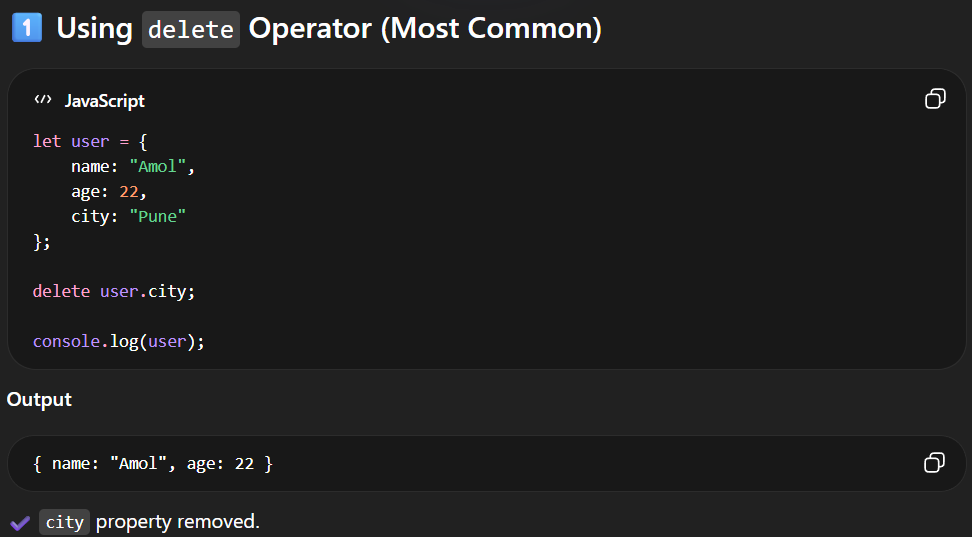 1 Using delete Operator (Most Common)
</> JavaScript
let user = {
    name: "Amol",
    age: 22,
    city: "Pune"
};
delete user.city;
console.log(user);
Output
{ name: "Amol", age: 22 }
✔ city property removed.